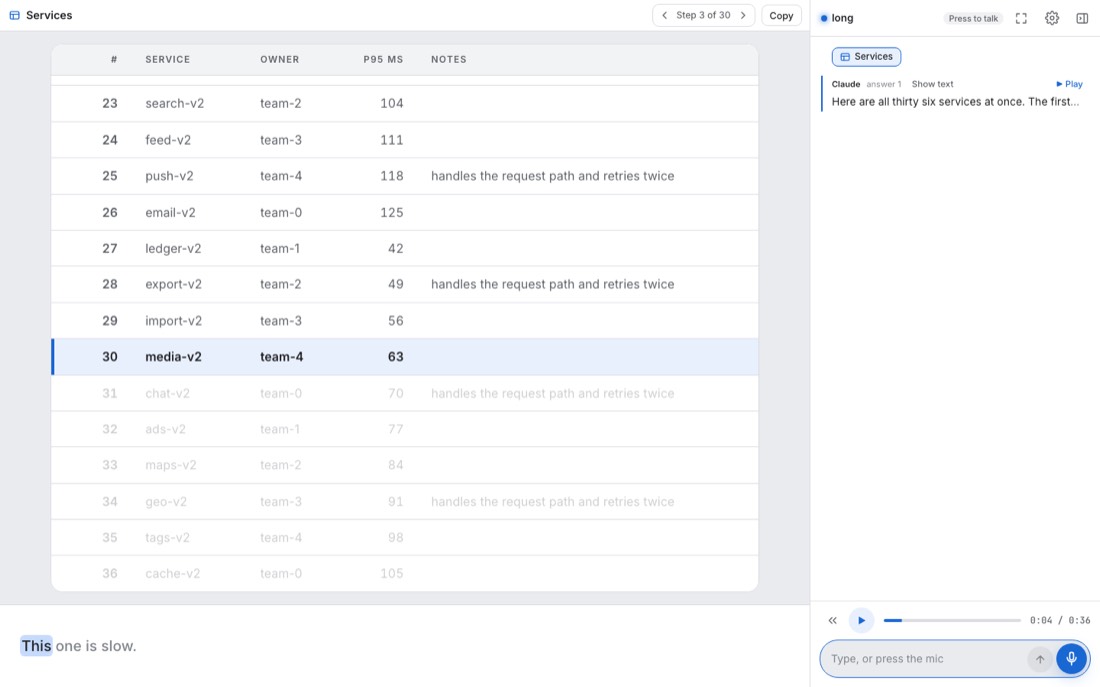 Services
Step 3 of 30
Copy
# SERVICE OWNER P95 MS NOTES
23 search-v2 team-2 104
24 feed-v2 team-3 111
25 push-v2 team-4 118 handles the request path and retries twice
26 email-v2 team-0 125
27 ledger-v2 team-1 42
28 export-v2 team-2 49 handles the request path and retries twice
29 import-v2 team-3 56
30 media-v2 team-4 63
31 chat-v2 team-0 70 handles the request path and retries twice
32 ads-v2 team-1 77
33 maps-v2 team-2 84
34 geo-v2 team-3 91 handles the request path and retries twice
35 tags-v2 team-4 98
36 cache-v2 team-0 105
This one is slow.
long
Press to talk
Services
Claude answer 1 Show text Play
Here are all thirty six services at once. The first...
0:04 / 0:36
Type, or press the mic